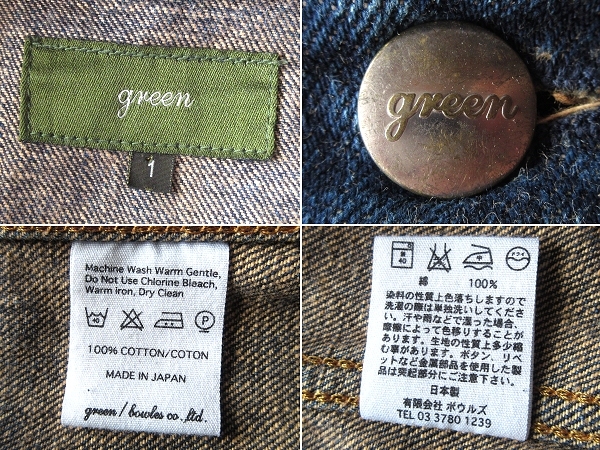 green
1
green
Machine Wash Warm Gentle,
Do Not Use Chlorine Bleach,
Warm iron, Dry Clean
40
P
100% COTTON/COTON
MADE IN JAPAN
green / bowles co.,ltd.
弱
40
中
ドライ
綿 100%
染料の性質上色落ちしますので
洗濯の際は単独洗いしてくださ
い。汗や雨などで湿った場合、
摩擦によって色移りすることが
あります。生地の性質上多少縮
む事があります。ボタン、リベ
ットなど金属部品を使用した製
品は突起部分にご注意下さい。
日本製
有限会社 ボウルズ
TEL 03 3780 1239